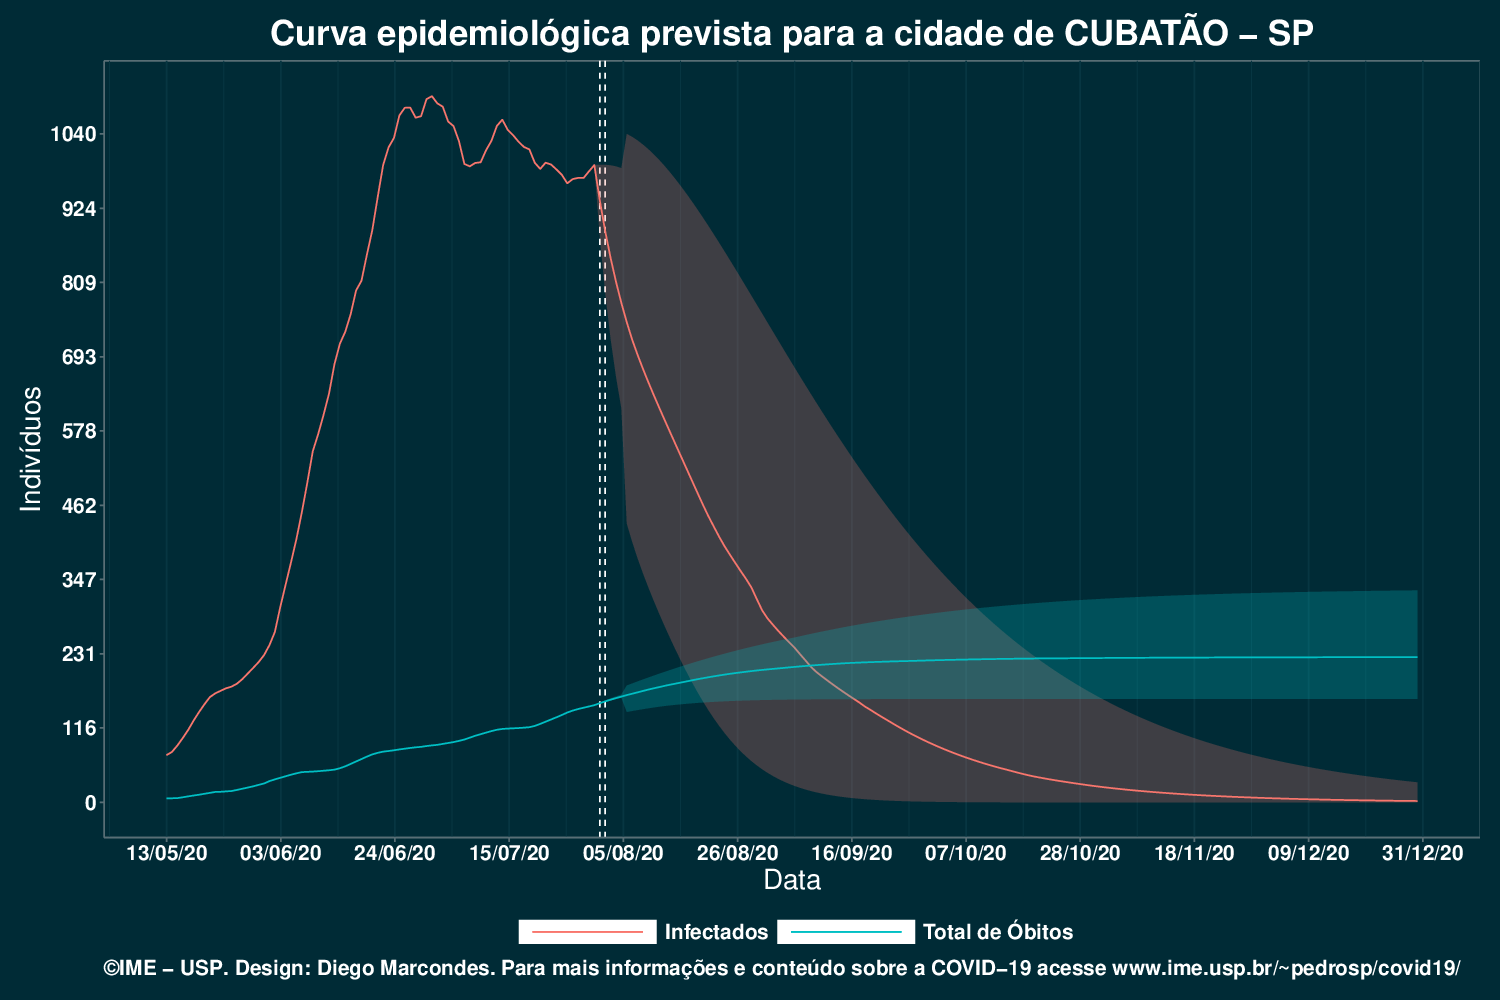 Curva epidemiológica prevista para a cidade de CUBATÃO – SP
Indivíduos
1040
924
809
693
578
462
347
231
116
0
13/05/20 03/06/20 24/06/20 15/07/20 05/08/20 26/08/20 16/09/20 07/10/20 28/10/20 18/11/20 09/12/20 31/12/20
Data
Infectados Total de Óbitos
©IME – USP. Design: Diego Marcondes. Para mais informações e conteúdo sobre a COVID–19 acesse www.ime.usp.br/~pedrosp/covid19/